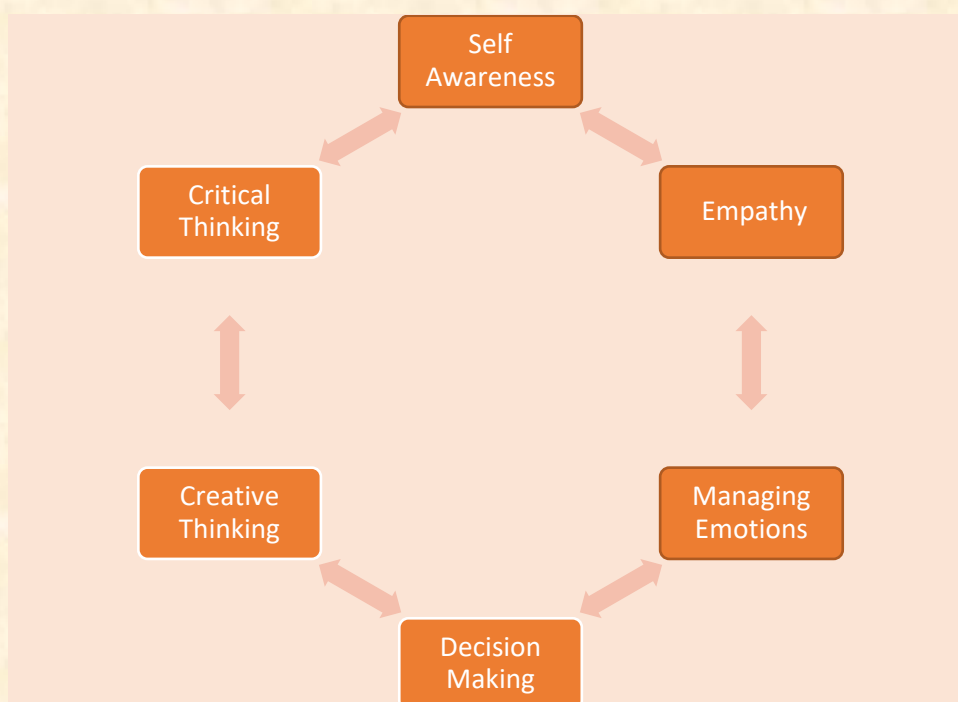 Self
Awareness
Empathy
Managing
Emotions
Decision
Making
Creative
Thinking
Critical
Thinking